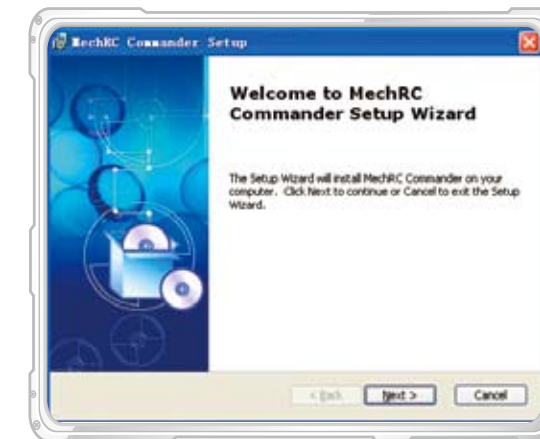 MechRC Commander Setup
Welcome to MechRC
Commander Setup Wizard
The Setup Wizard will install MechRC Commander on your
computer. Click Next to continue or Cancel to exit the Setup
Wizard.
< Back
Next >
Cancel